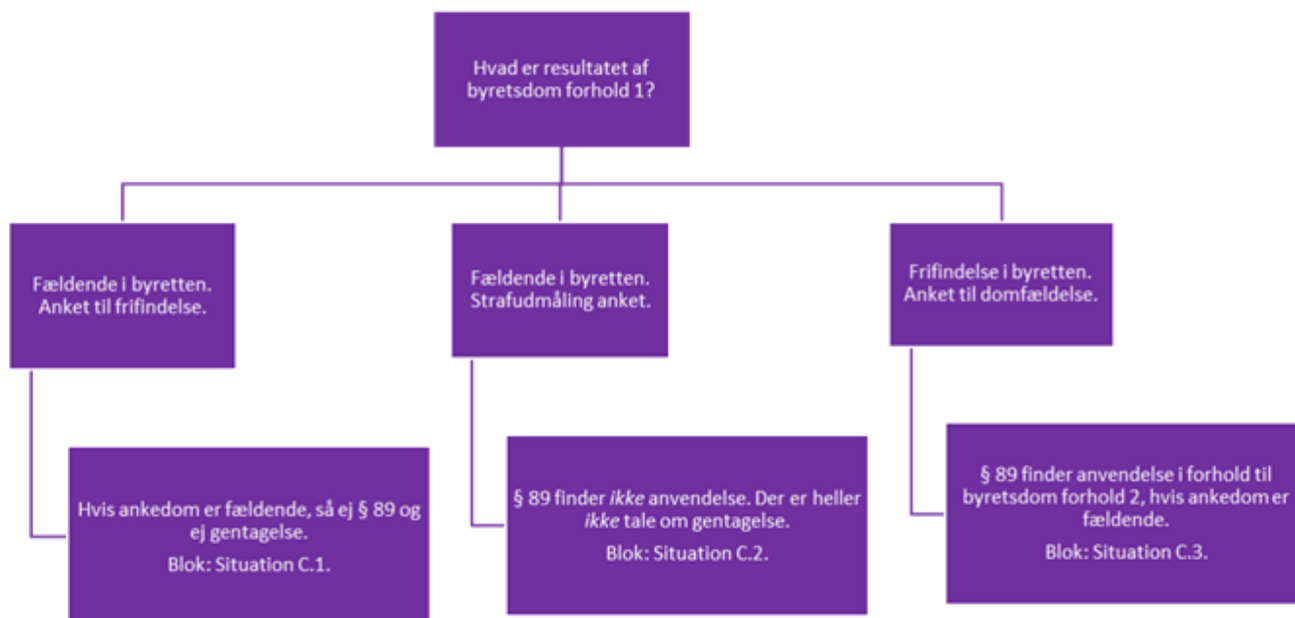 Hvad er resultatet af
byretsdom forhold 1?
Fældende i byretten.
Anket til frifindelse.
Fældende i byretten.
Strafudmåling anket.
Frifindelse i byretten.
Anket til domfældelse.
Hvis ankedom er fældende, så ej § 89 og
ej gentagelse.
Blok: Situation C.1.
§ 89 finder ikke anvendelse. Der er heller
ikke tale om gentagelse.
Blok: Situation C.2.
§ 89 finder anvendelse i forhold til
byretsdom forhold 2, hvis ankedom er
fældende.
Blok: Situation C.3.